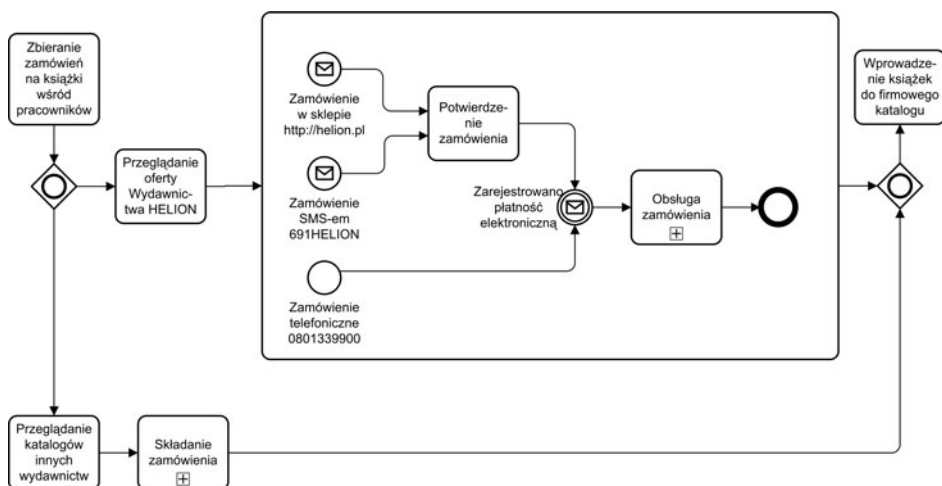 Zbieranie
zamówień
na książki
wśród
pracowników
Przeglądanie
oferty
Wydawnic-
twa HELION
Zamówienie
w sklepie
http://helion.pl
Zamówienie
SMS-em
691HELION
Zamówienie
telefoniczne
0801339900
Potwierdze-
nie
zamówienia
Zarejestrowano
płatność
elektroniczną
Obsługa
zamówienia
Wprowadze-
nie książek
do firmowego
katalogu
Przeglądanie
katalogów
innych
wydawnictw
Składanie
zamówienia